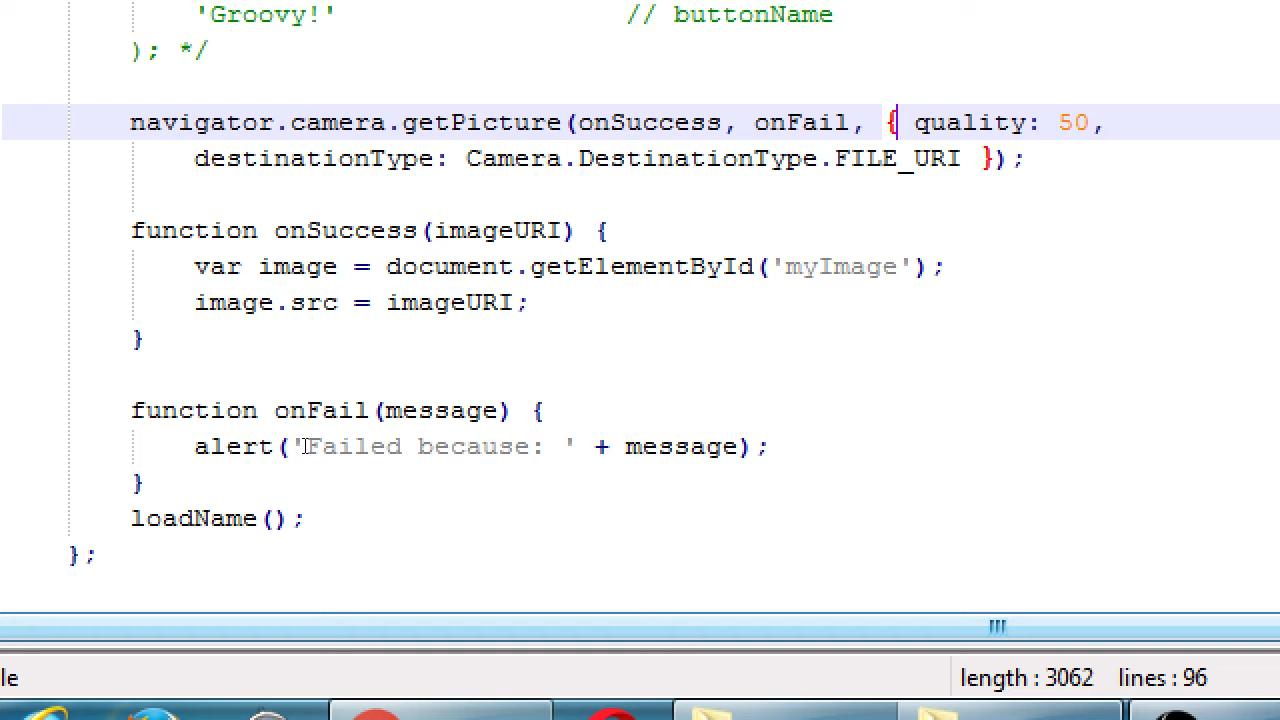 'Groovy!' // buttonName
); */
navigator.camera.getPicture(onSuccess, onFail, { quality: 50,
destinationType: Camera.DestinationType.FILE_URI });
function onSuccess(imageURI) {
var image = document.getElementById('myImage');
image.src = imageURI;
}
function onFail(message) {
alert('Failed because: ' + message);
}
loadName();
};
le length : 3062 lines : 96